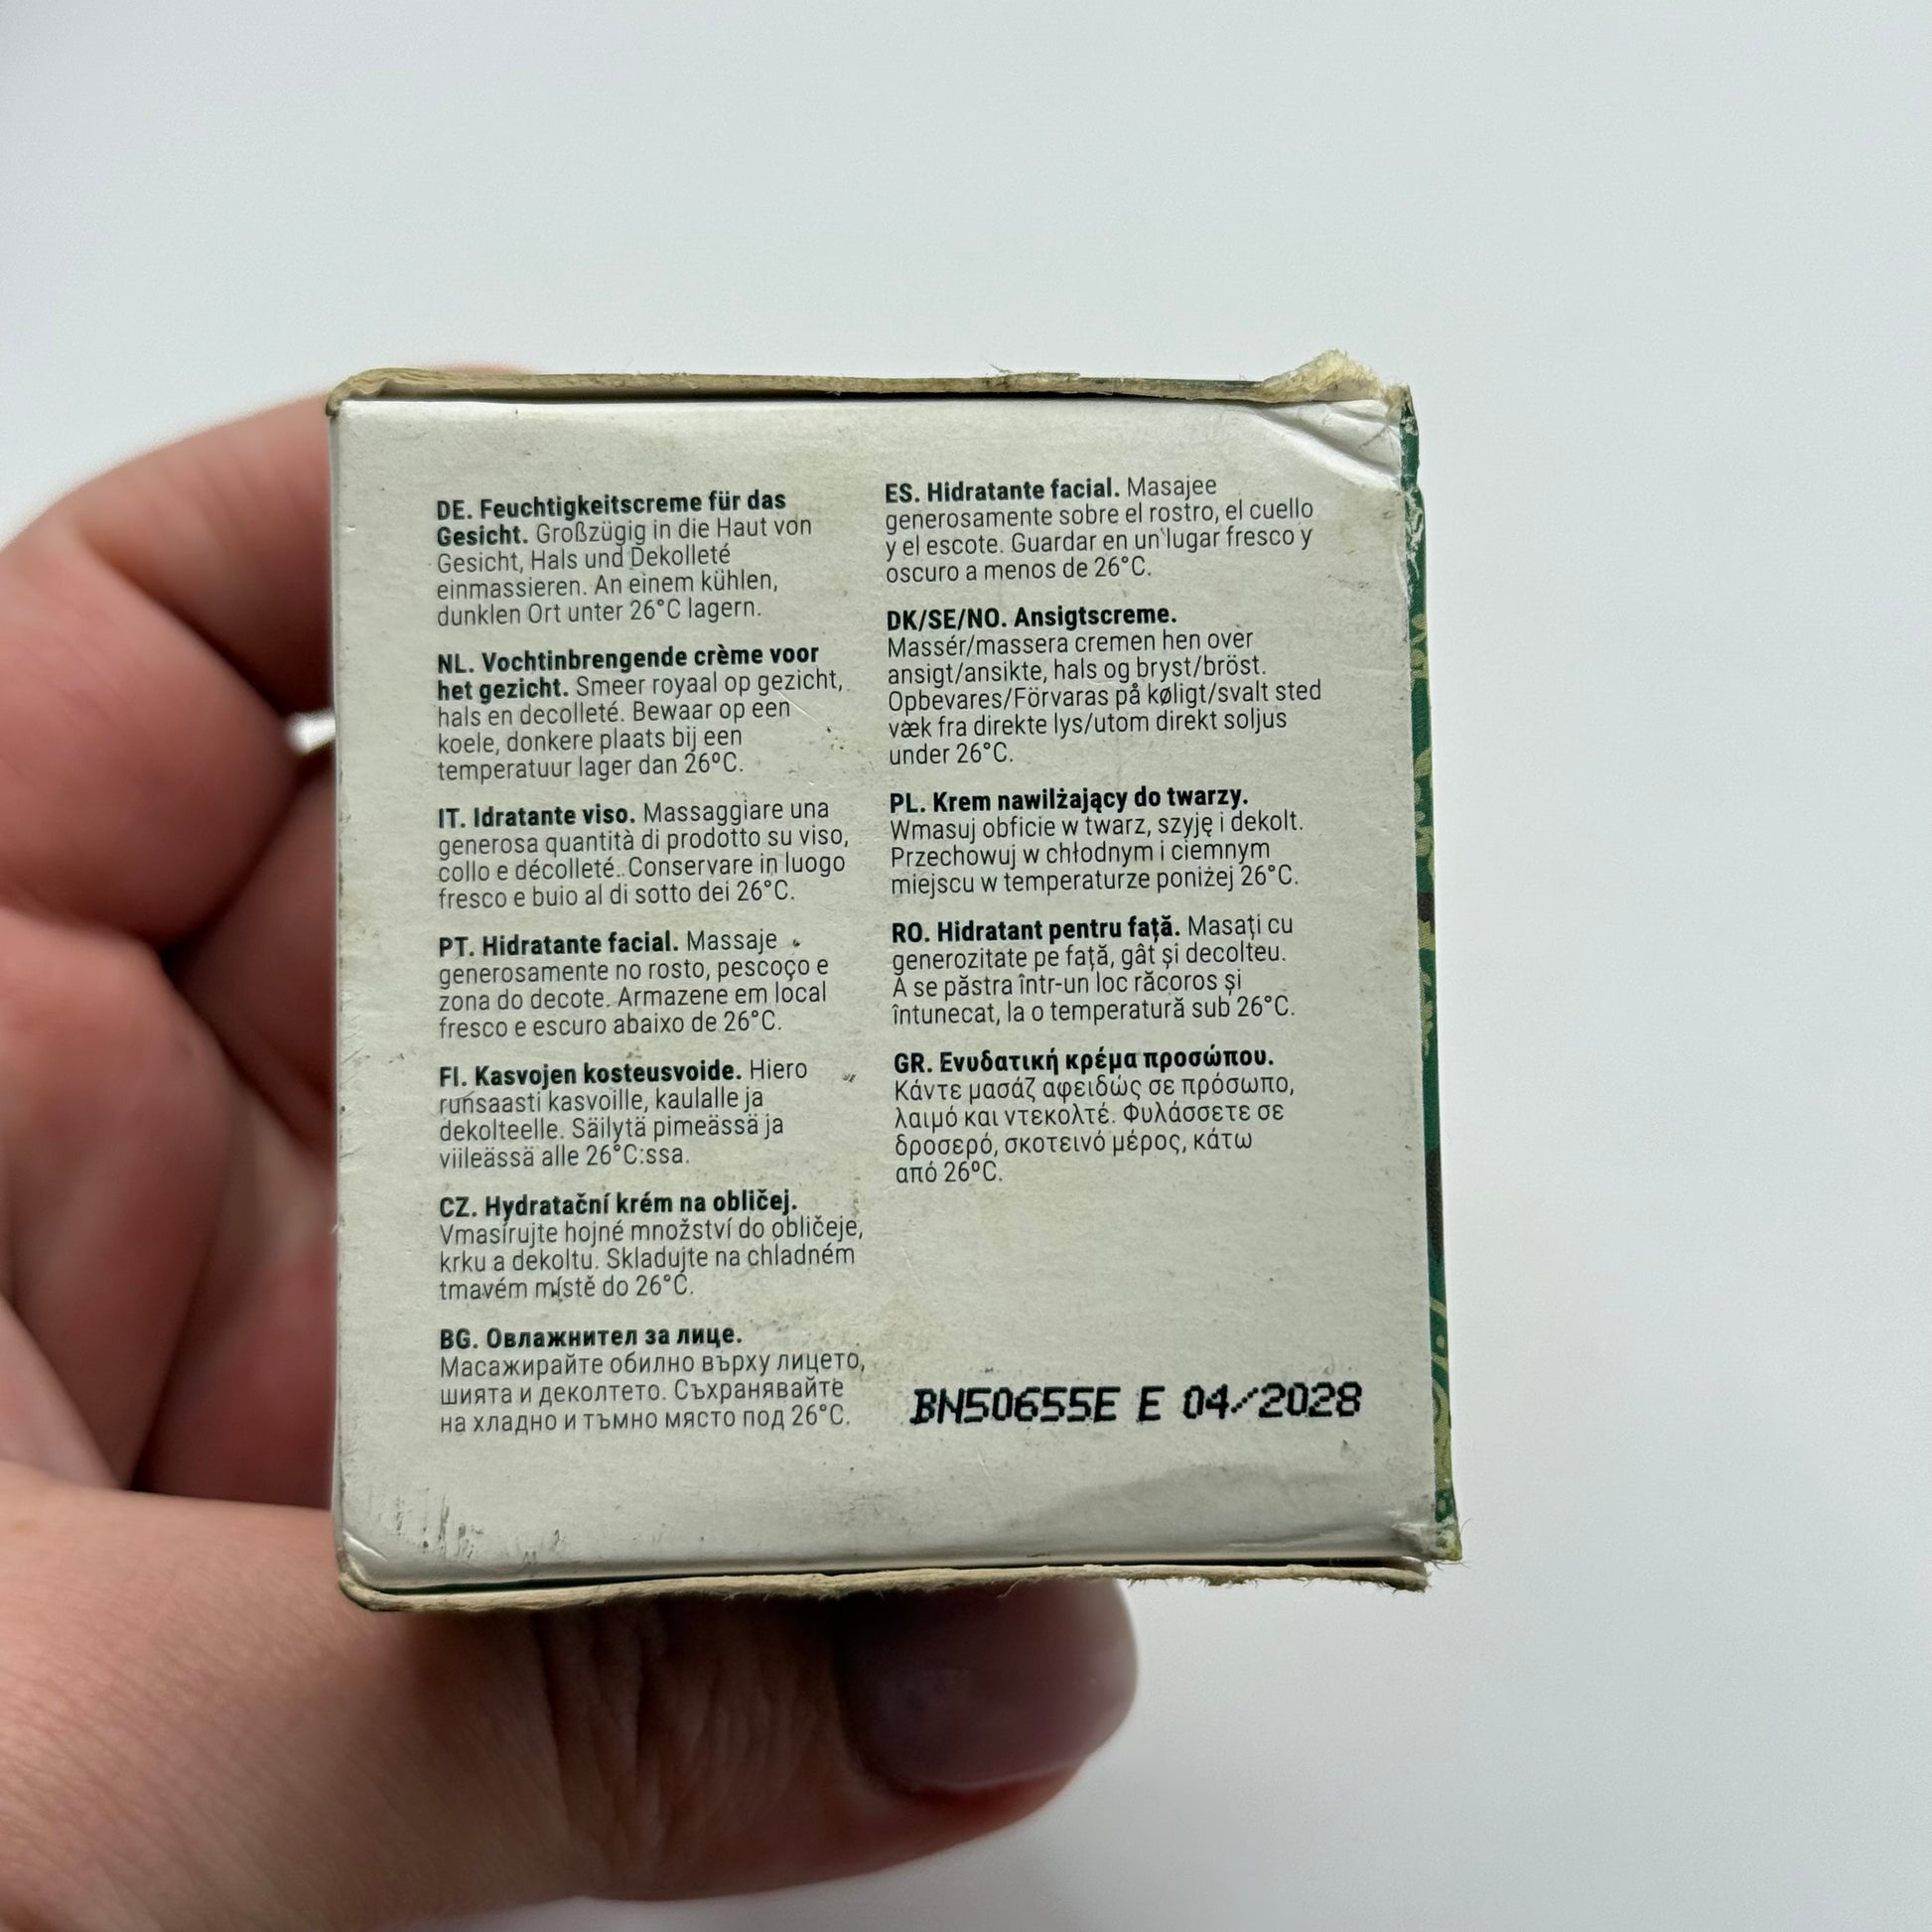 DE. Feuchtigkeitscreme für das
Gesicht. Großzügig in die Haut von
Gesicht, Hals und Dekolleté
einmassieren. An einem kühlen,
dunklen Ort unter 26°C lagern.
NL. Vochtinbrengende crème voor
het gezicht. Smeer royaal op gezicht,
hals en decolleté. Bewaar op een
koele, donkere plaats bij een
temperatuur lager dan 26ºC.
IT. Idratante viso. Massaggiare una
generosa quantità di prodotto su viso,
collo e décolleté. Conservare in luogo
fresco e buio al di sotto dei 26°C.
PT. Hidratante facial. Massaje
generosamente no rosto, pescoço e
zona do decote. Armazene em local
fresco e escuro abaixo de 26°C.
FI. Kasvojen kosteusvoide. Hiero
runsaasti kasvoille, kaulalle ja
dekolteelle. Säilytä pimeässä ja
viileässä alle 26°C:ssa.
CZ. Hydratační krém na obličej.
Vmasírujte hojné množství do obličeje,
krku a dekoltu. Skladujte na chladném
tmavém místě do 26°C.
BG. Овлажнител за лице.
Масажирайте обилно върху лицето,
шията и деколтето. Съхранявайте
на хладно и тъмно място под 26°C.
ES. Hidratante facial. Masajee
generosamente sobre el rostro, el cuello
y el escote. Guardar en un lugar fresco y
oscuro a menos de 26°C.
DK/SE/NO. Ansigtscreme.
Massér/massera cremen hen over
ansigt/ansikte, hals og bryst/bröst.
Opbevares/Förvaras på køligt/svalt sted
væk fra direkte lys/utom direkt soljus
under 26°C.
PL. Krem nawilżający do twarzy.
Wmasuj obficie w twarz, szyję i dekolt.
Przechowuj w chłodnym i ciemnym
miejscu w temperaturze poniżej 26°C.
RO. Hidratant pentru față. Masați cu
generozitate pe față, gât și decolteu.
A se păstra într-un loc răcoros și
întunecat, la o temperatură sub 26°C.
GR. Ενυδατική κρέμα προσώπου.
Κάντε μασάζ αφειδώς σε πρόσωπο,
λαιμό και ντεκολτέ. Φυλάσσετε σε
δροσερό, σκοτεινό μέρος, κάτω
από 26ºC.
BN50655E E 04/2028